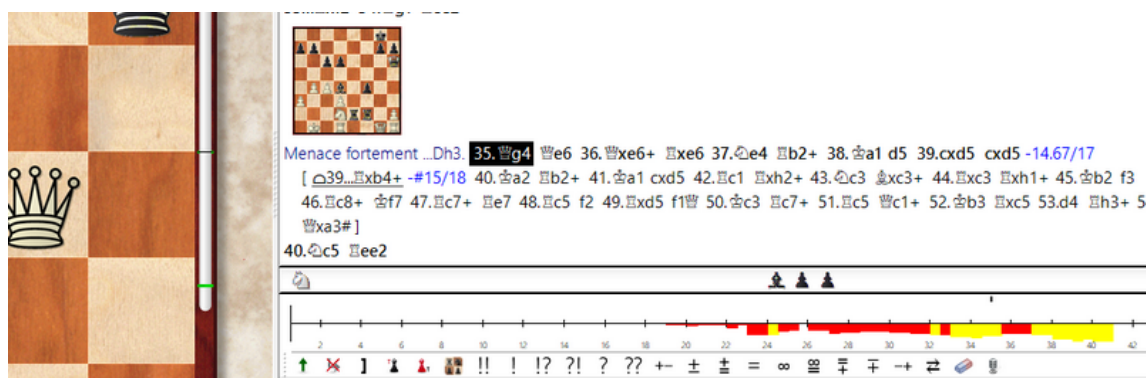 Menace fortement ...Dh3. 35.♕g4 ♕e6 36.♕xe6+ ♖xe6 37.♘e4 ♖b2+ 38.♔a1 d5 39.cxd5 cxd5 -14.67/17
[ ⌓39...♖xb4+ -#15/18 40.♔a2 ♖b2+ 41.♔a1 cxd5 42.♖c1 ♖xh2+ 43.♘c3 ♗xc3+ 44.♖xc3 ♖xh1+ 45.♔b2 f3
46.♖c8+ ♔f7 47.♖c7+ ♖e7 48.♖c5 f2 49.♖xd5 f1♕ 50.♔c3 ♖c7+ 51.♖c5 ♕c1+ 52.♔b3 ♖xc5 53.d4 ♖h3+ 5
♕xa3# ]
40.♘c5 ♖ee2
2 4 6 8 10 12 14 16 18 20 22 24 26 28 30 32 34 36 38 40 42
] !! ! !? ?! ? ?? +- ± ⩲ = ∞ ⯹ ∓ ⩱ -+ ⇄